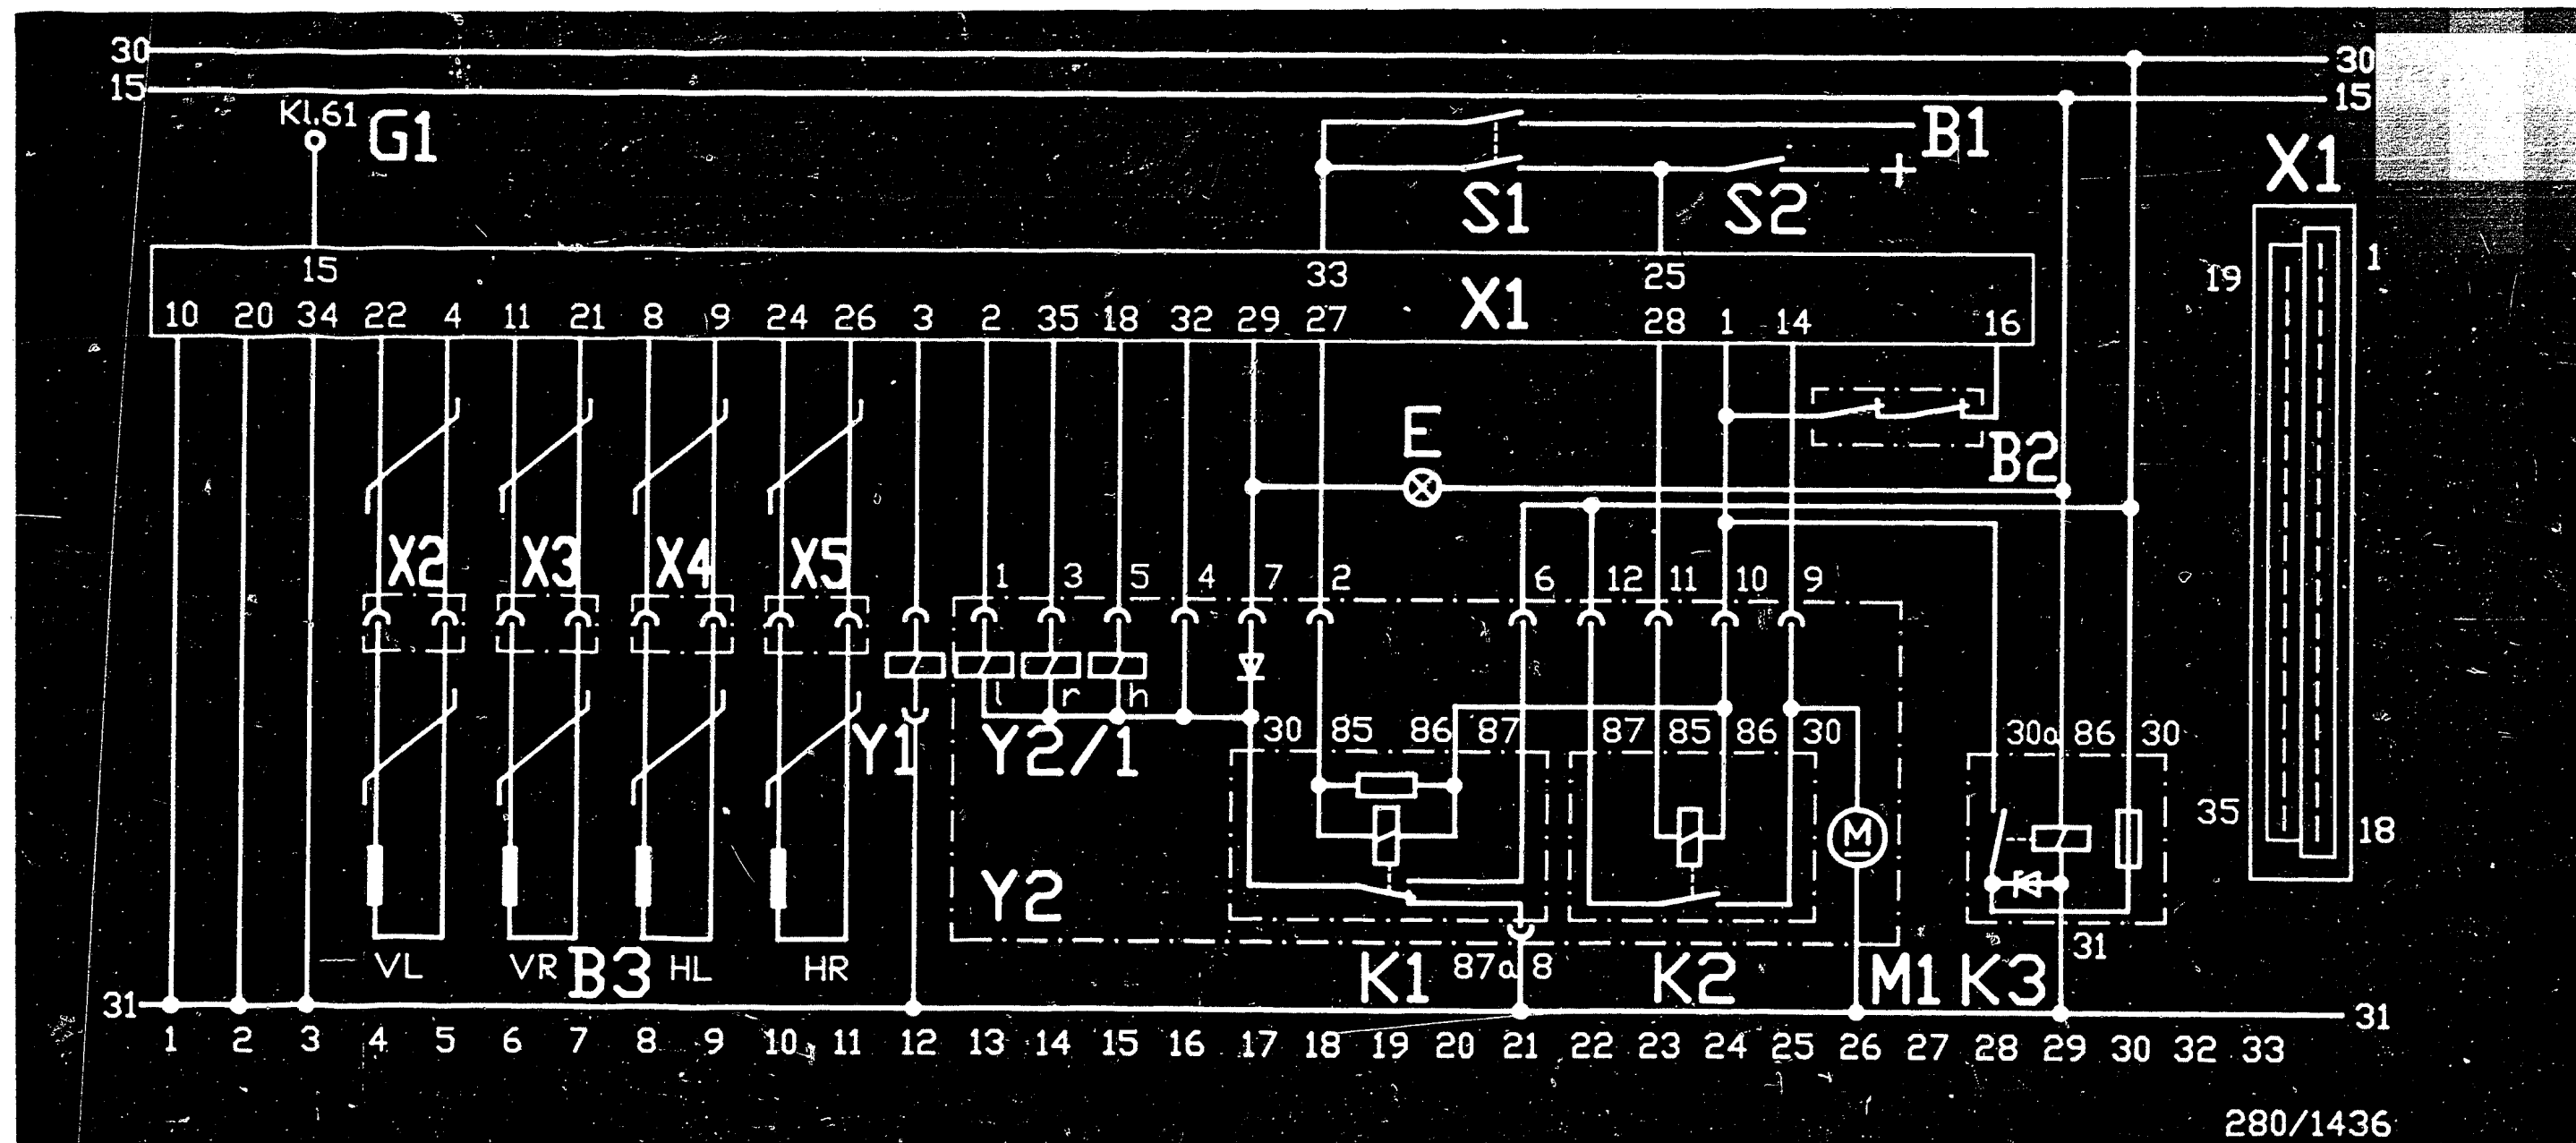 30 30
15 15
Kl.61 G1 B1
+
S1 S2 X1
15 33 25 19 1
10 20 34 22 4 11 21 8 9 24 26 3 2 35 18 32 29 27 X1 28 1 14 16
E B2
X2 X3 X4 X5 1 3 5 4 7 2 6 12 11 10 9
l r h
Y1 Y2/1 30 85 86 87 87 85 86 30 30a 86 30
M 35 18
Y2
VL VR B3 HL HR K1 87a 8 K2 M1 K3 31
31 31
1 2 3 4 5 6 7 8 9 10 11 12 13 14 15 16 17 18 19 20 21 22 23 24 25 26 27 28 29 30 32 33
280/1436